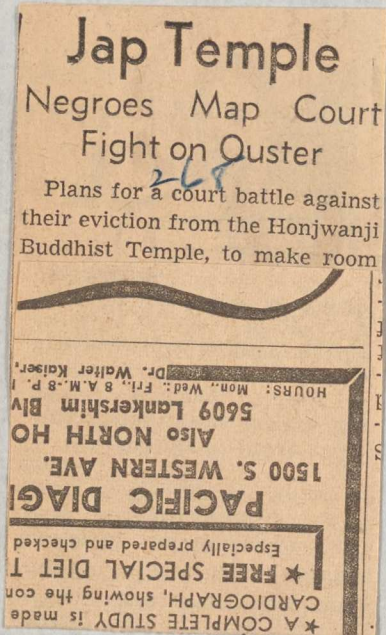 Jap Temple
Negroes Map Court
Fight on Ouster
268
Plans for a court battle against
their eviction from the Honjwanji
Buddhist Temple, to make room
★ A COMPLETE STUDY is made
CARDIOGRAPH, showing the con
★ FREE SPECIAL DIET T
Especially prepared and checked
PACIFIC DIAG
1500 S. WESTERN AVE.
Also NORTH HO
5609 Lankershim Blv
HOURS: Mon., Wed., Fri., 8 A.M.-8 P.
Dr. Walter Kaiser,